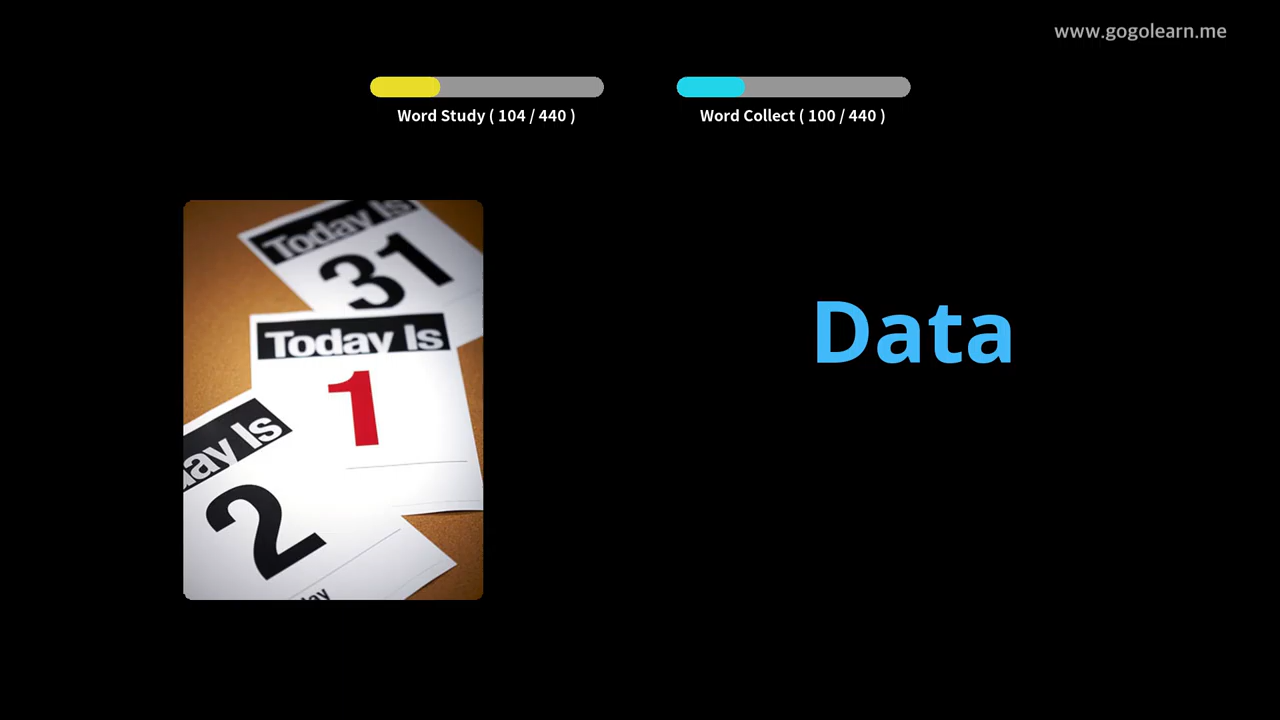 www.gogolearn.me
Word Study ( 104 / 440 )
Word Collect ( 100 / 440 )
Today Is
31
Today Is
1
ay Is
2
ay
Data